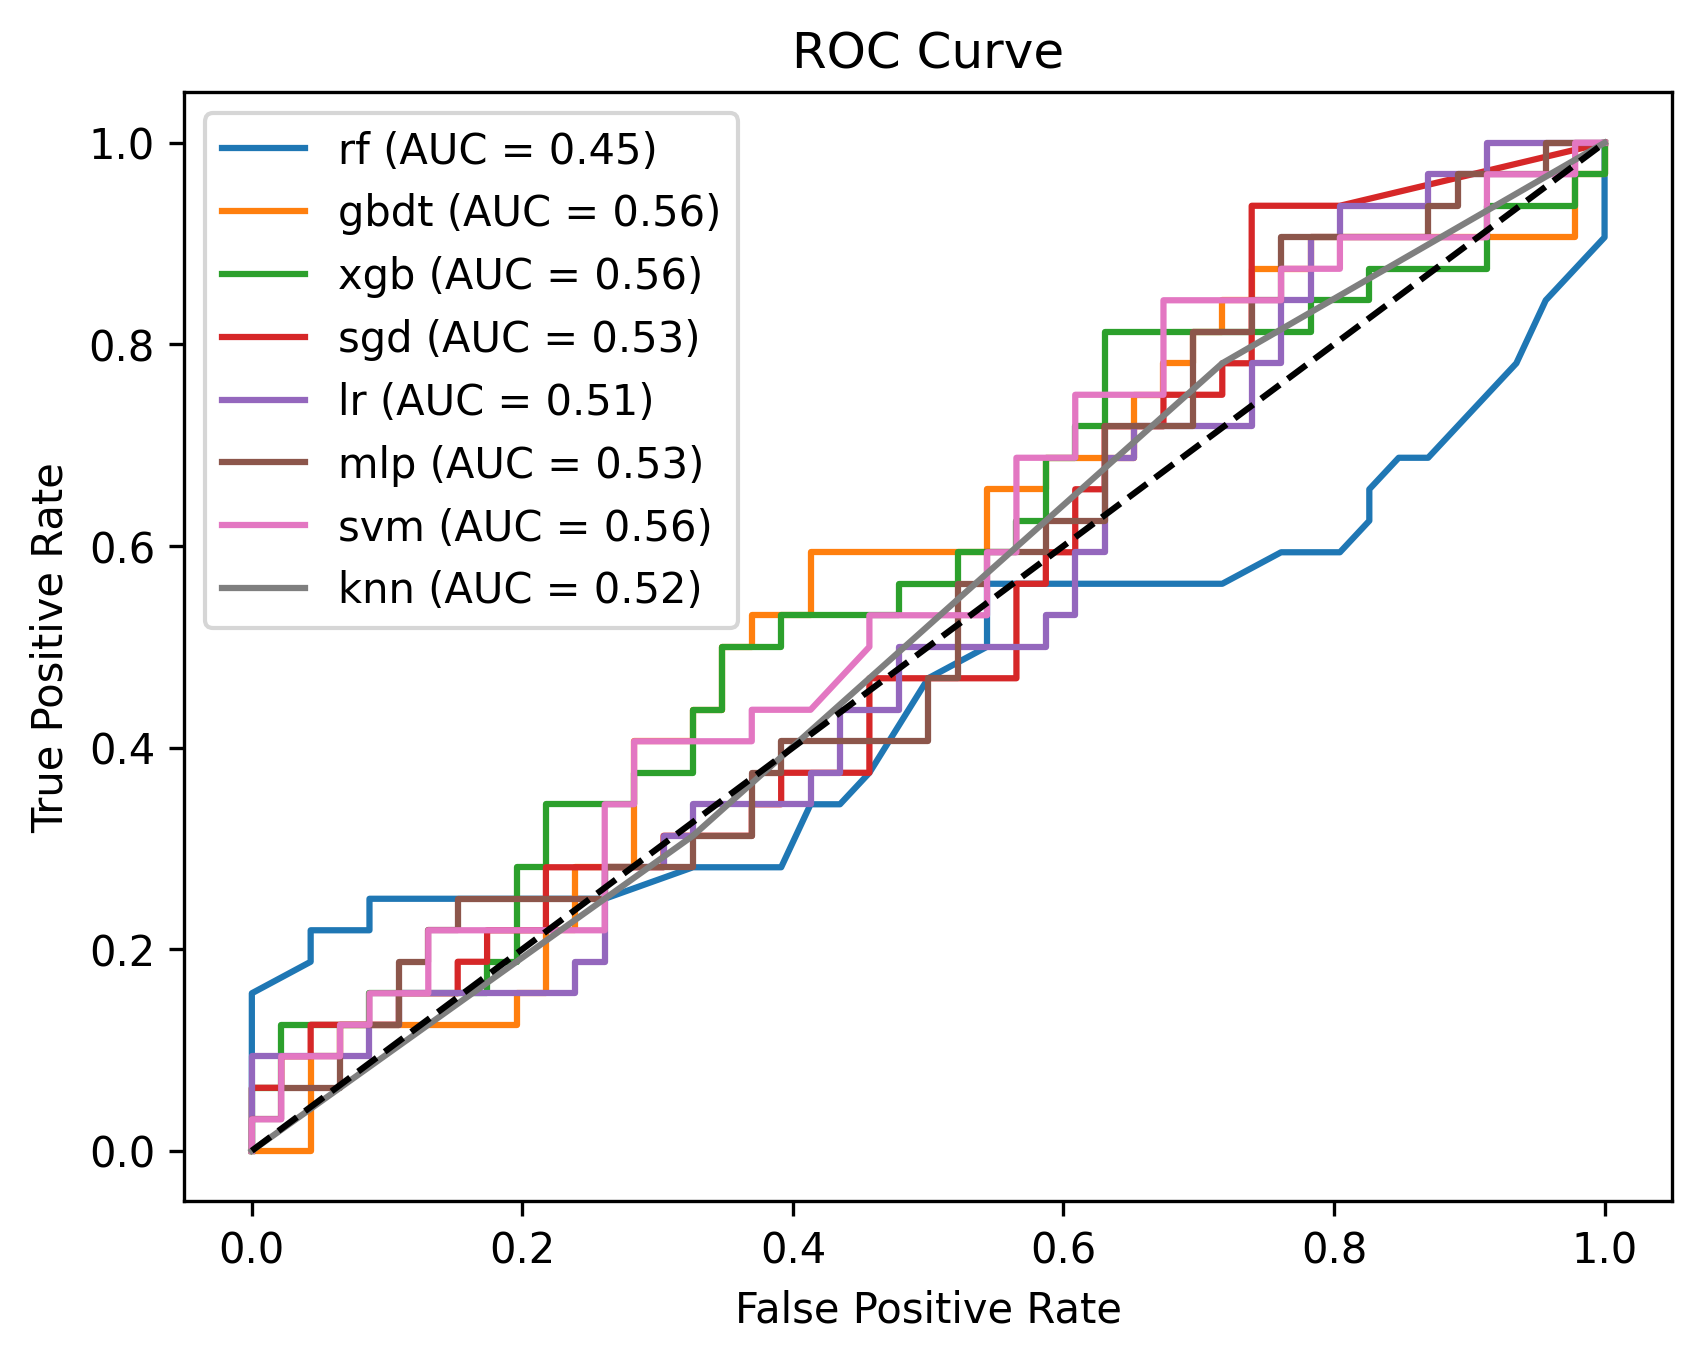 ROC Curve
rf (AUC = 0.45)
gbdt (AUC = 0.56)
xgb (AUC = 0.56)
sgd (AUC = 0.53)
lr (AUC = 0.51)
mlp (AUC = 0.53)
svm (AUC = 0.56)
knn (AUC = 0.52)
True Positive Rate
1.0
0.8
0.6
0.4
0.2
0.0
0.0 0.2 0.4 0.6 0.8 1.0
False Positive Rate